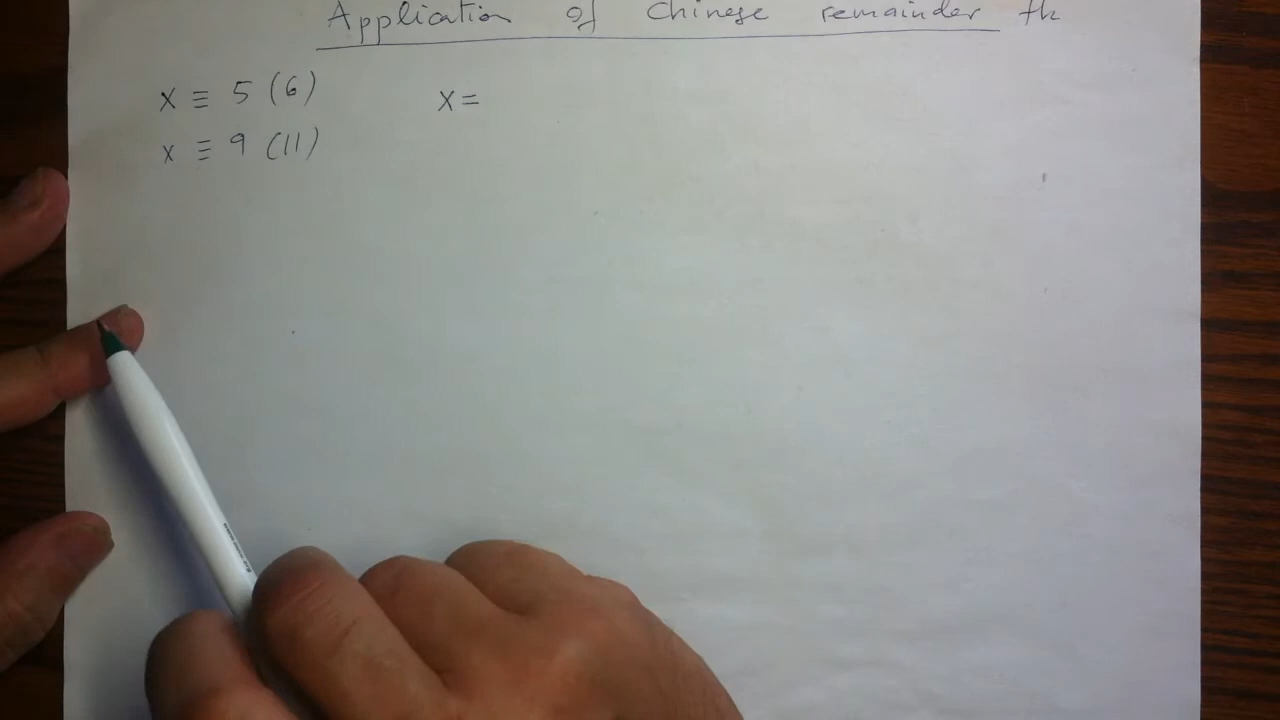 Application of Chinese remainder th
x ≡ 5 (6) x =
x ≡ 9 (11)